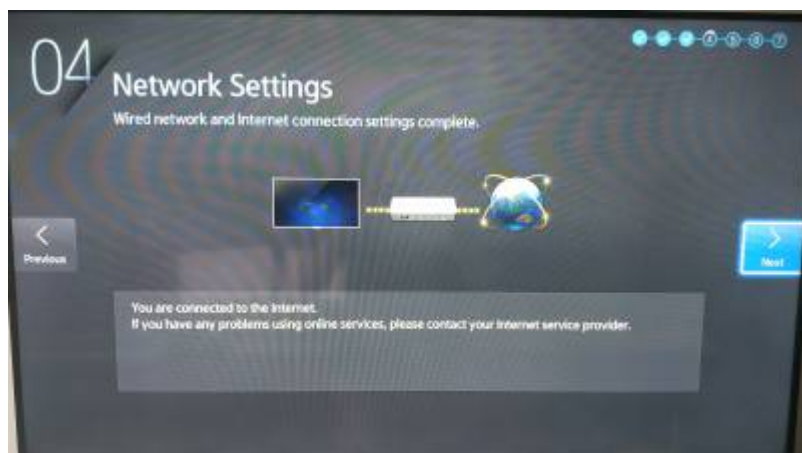 04
Network Settings
Wired network and Internet connection settings complete.
Previous
Next
You are connected to the Internet.
If you have any problems using online services, please contact your Internet service provider.